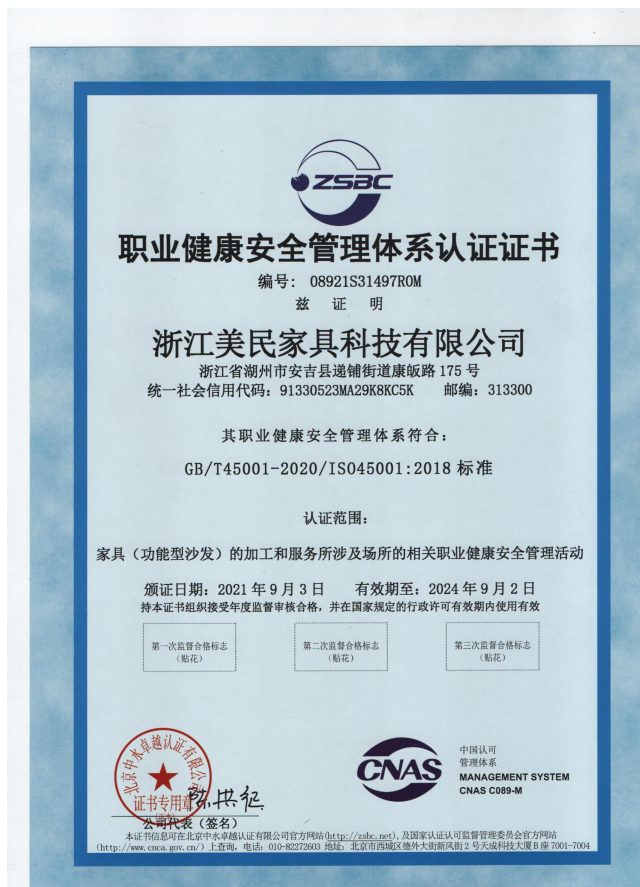 ZSBC
职业健康安全管理体系认证证书
编号: 08921S31497R0M
兹 证 明
浙江美民家具科技有限公司
浙江省湖州市安吉县递铺街道康皈路 175 号
统一社会信用代码: 91330523MA29K8KC5K 邮编: 313300
其职业健康安全管理体系符合:
GB/T45001-2020/ISO45001:2018 标准
认证范围:
家具（功能型沙发）的加工和服务所涉及场所的相关职业健康安全管理活动
颁证日期: 2021 年 9 月 3 日 有效期至: 2024 年 9 月 2 日
持本证书组织接受年度监督审核合格，并在国家规定的行政许可有效期内使用有效
第一次监督合格标志
（贴花）
第二次监督合格标志
（贴花）
第三次监督合格标志
（贴花）
北京中水卓越认证有限公司
证书专用章
中国认可
管理体系
CNAS
MANAGEMENT SYSTEM
CNAS C089-M
公司代表（签名）
本证书信息可在北京中水卓越认证有限公司官方网站(http://zsbc.net),及国家认证认可监督管理委员会官方网站
(http://www.cnca.gov.cn/) 上查询。电话: 010-82272603 地址: 北京市西城区德外大街新风街 2 号天成科技大厦 B 座 7001-7004